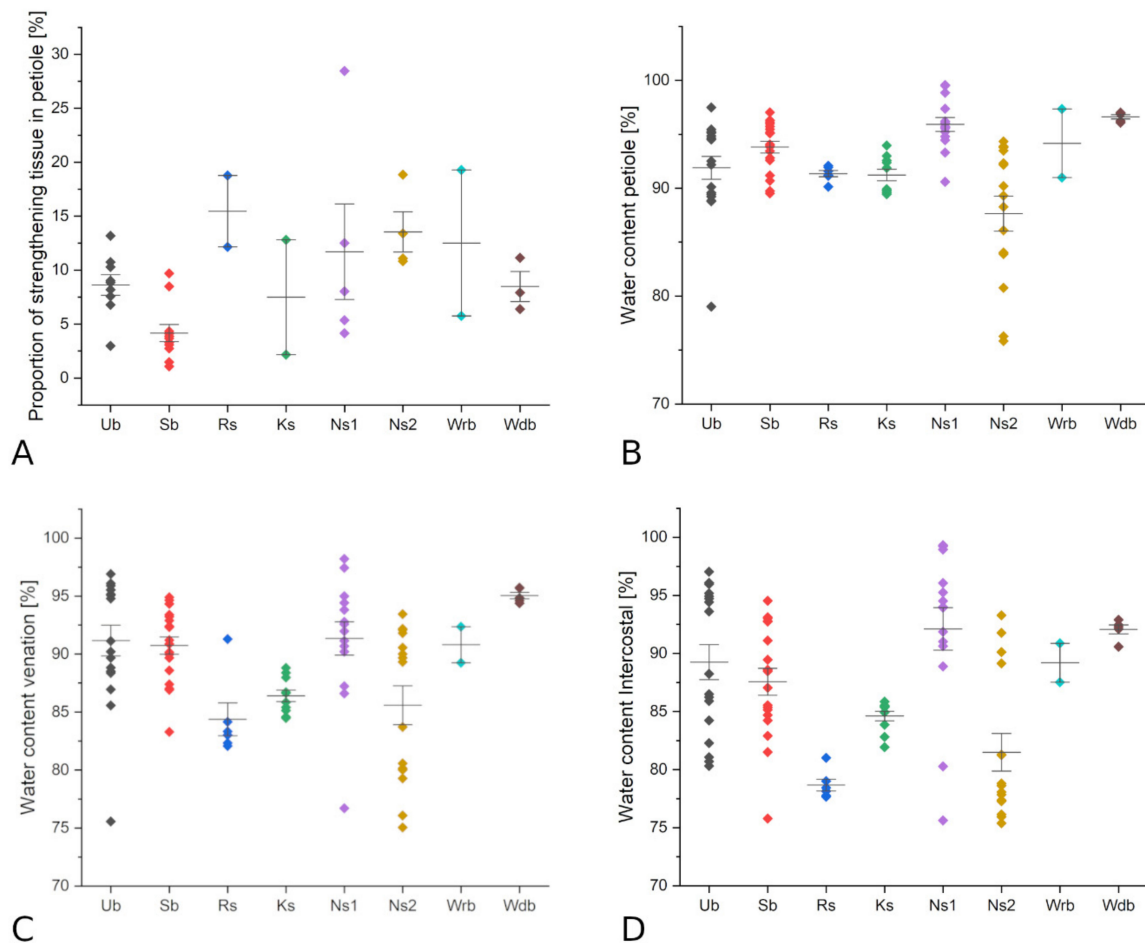 Proportion of strengthening tissue in petiole [%]
30
25
20
15
10
5
0
Ub Sb Rs Ks Ns1 Ns2 Wrb Wdb
A
Water content petiole [%]
100
90
80
70
Ub Sb Rs Ks Ns1 Ns2 Wrb Wdb
B
Water content venation [%]
100
95
90
85
80
75
70
Ub Sb Rs Ks Ns1 Ns2 Wrb Wdb
C
Water content Intercostal [%]
100
95
90
85
80
75
70
Ub Sb Rs Ks Ns1 Ns2 Wrb Wdb
D